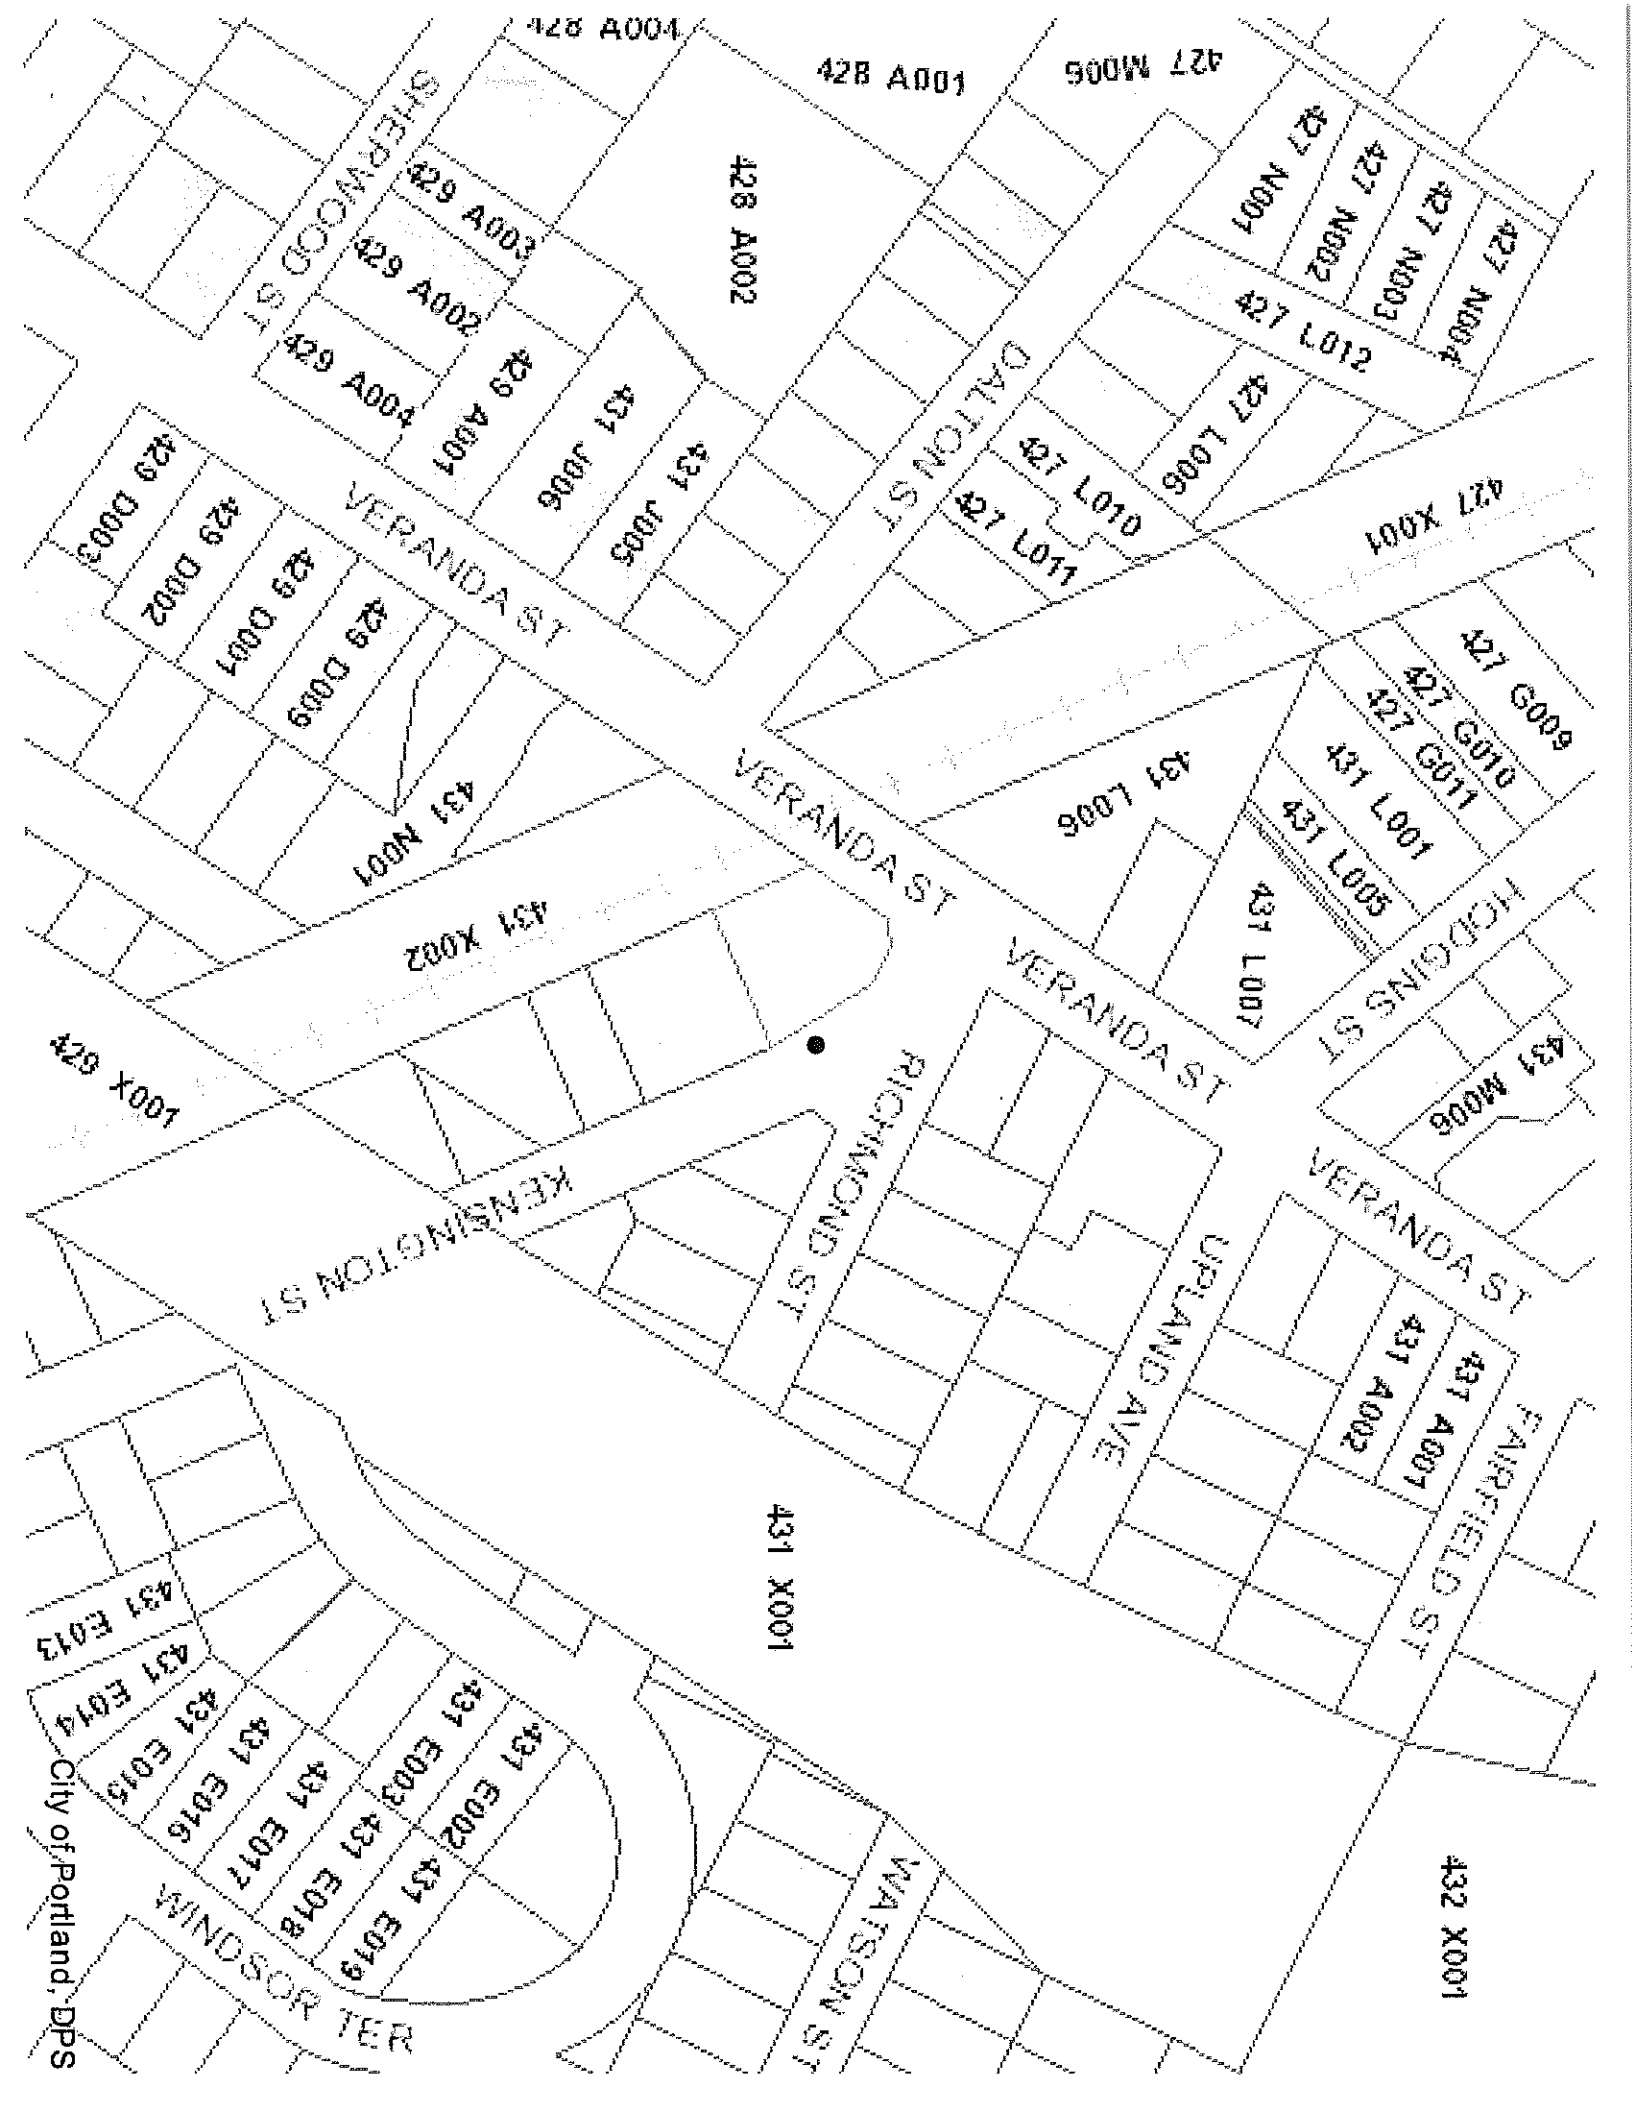 428 A004
428 A001
427 M006
SHERWOOD ST
428 A002
427 N001
427 N002
427 N003
427 N004
429 A003
429 A002
429 A004
429 A001
431 J006
431 J005
DALTON ST
427 L012
427 L006
427 L010
427 L011
427 X001
429 D003
429 D002
429 D001
429 D009
VERANDA ST
427 G009
427 G010
427 G011
431 L001
431 L005
431 L006
431 L007
431 N001
VERANDA ST
431 X002
HODGINS ST
VERANDA ST
429 X001
431 M006
RICHMOND ST
KENSINGTON ST
VERANDA ST
UPLAND AVE
431 A002
431 A001
FAIRFIELD ST
431 X001
431 E013
431 E014
431 E015
431 E016
431 E017
431 E003
431 E002
431 E018
431 E019
WINDSOR TER
WATSON ST
432 X001
City of Portland, DPS